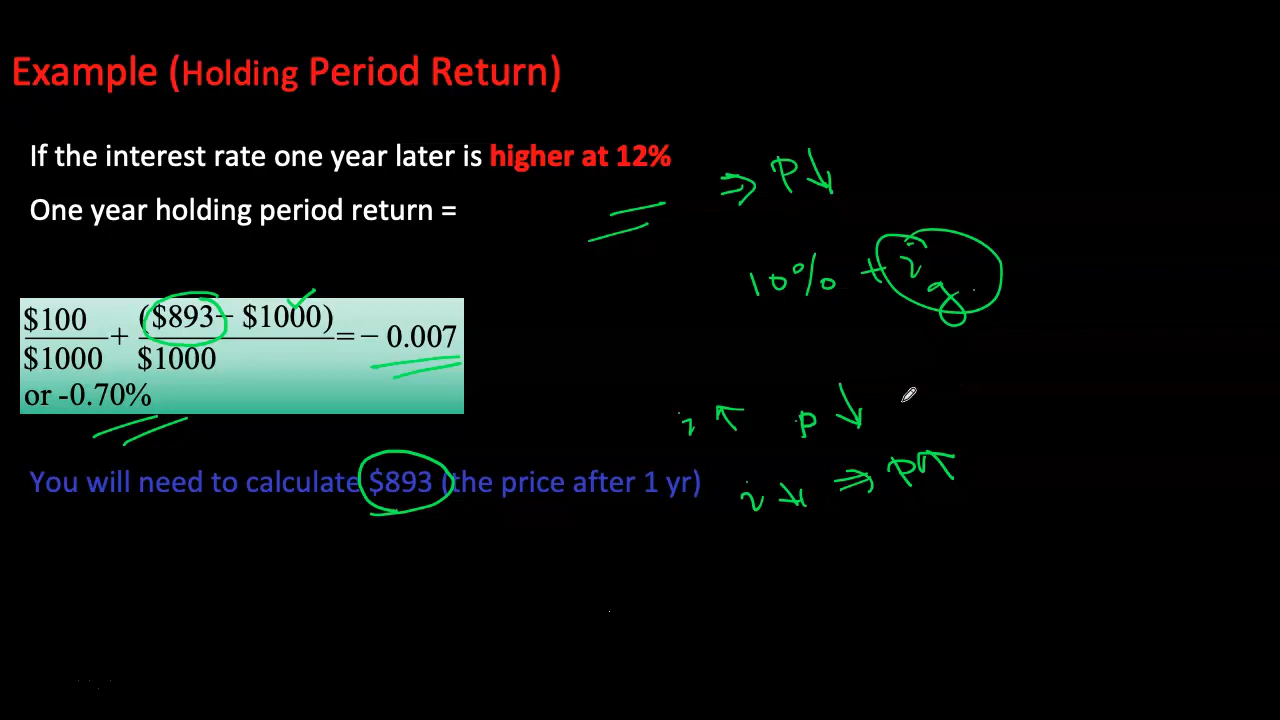 Example (Holding Period Return)
If the interest rate one year later is higher at 12%
⇒ P↓
One year holding period return =
10% + i g
$100/$1000 + ($893 − $1000)/$1000 = − 0.007
or -0.70%
i ↑ P ↓
You will need to calculate $893 (the price after 1 yr)
i ↓ ⇒ P↑